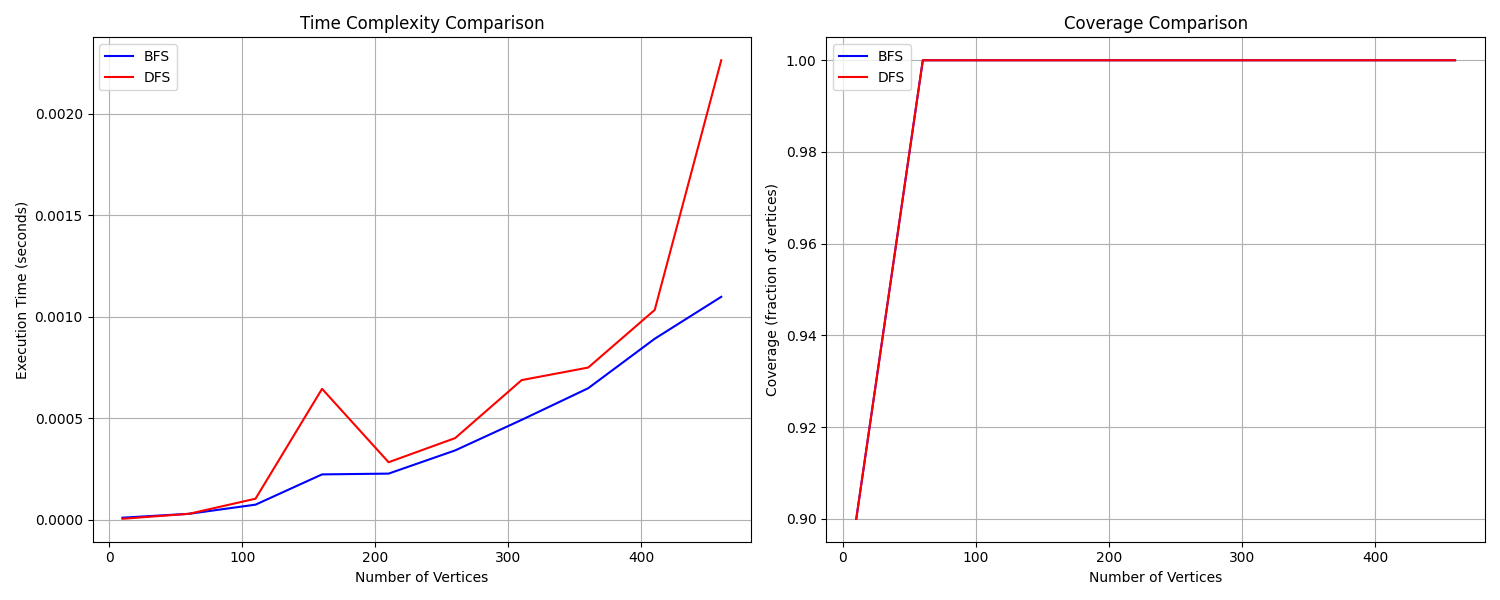 Time Complexity Comparison
BFS
DFS
0.0020
0.0015
0.0010
0.0005
0.0000
Execution Time (seconds)
0
100
200
300
400
Number of Vertices
Coverage Comparison
BFS
DFS
1.00
0.98
0.96
0.94
0.92
0.90
Coverage (fraction of vertices)
0
100
200
300
400
Number of Vertices